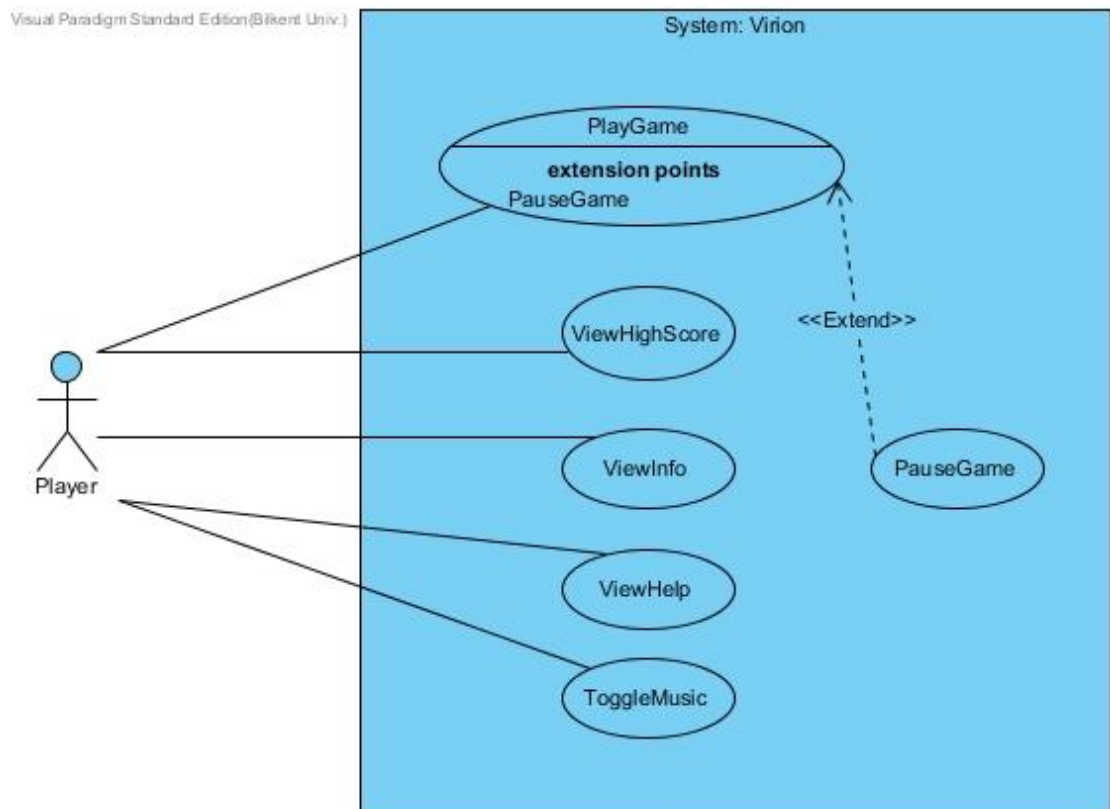 Visual Paradigm Standard Edition(Bilkent Univ.)
System: Virion
PlayGame
extension points
PauseGame
ViewHighScore
<<Extend>>
Player
ViewInfo
PauseGame
ViewHelp
ToggleMusic